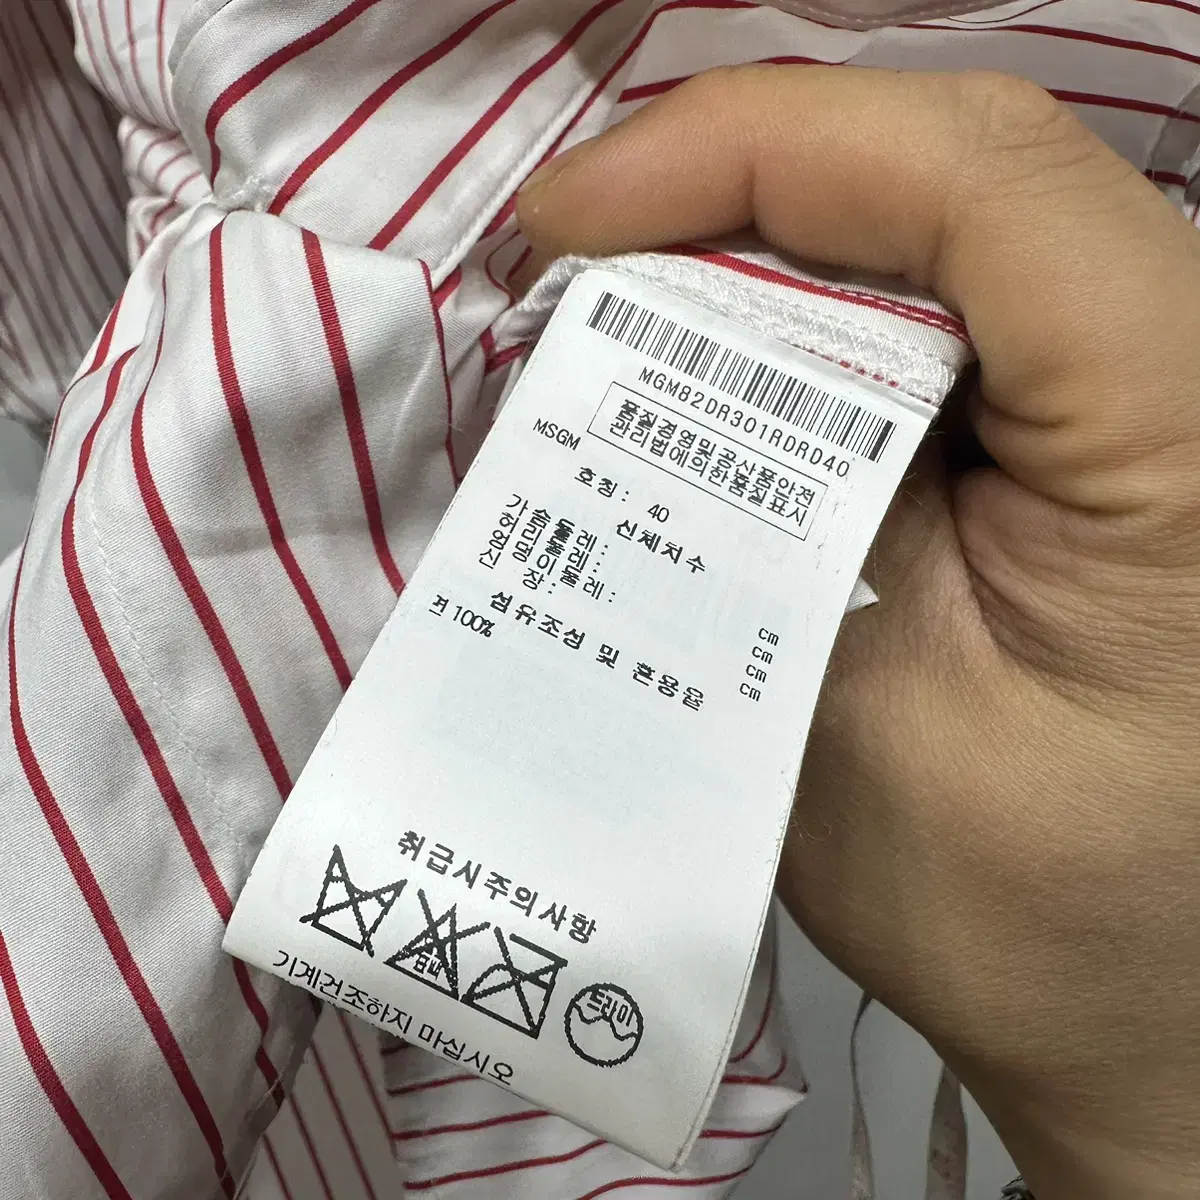 MGM82DR301RDRD40
품질경영및공산품안전
관리법에의한품질표시
MSGM
호칭 : 40
신체치수
가슴둘레 : cm
허리둘레 : cm
엉덩이둘레 : cm
신 장 : cm
섬유조성 및 혼용율
면 100%
취급시주의사항
표백
드라이
기계건조하지 마십시오